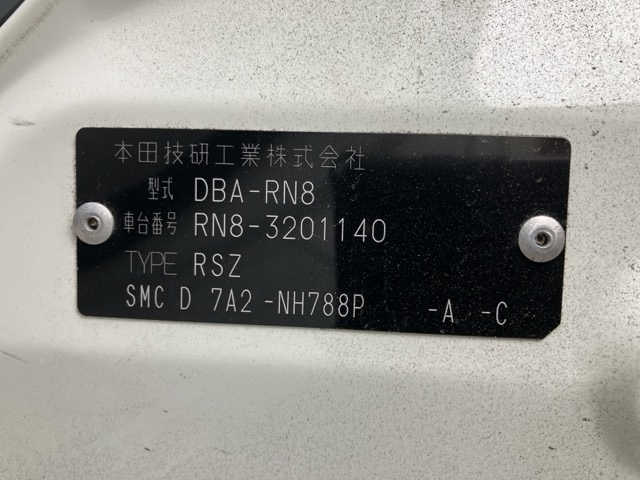 本田技研工業株式会社
型式 DBA-RN8
車台番号 RN8-3201140
TYPE RSZ
SMC D 7A2 -NH788P -A -C